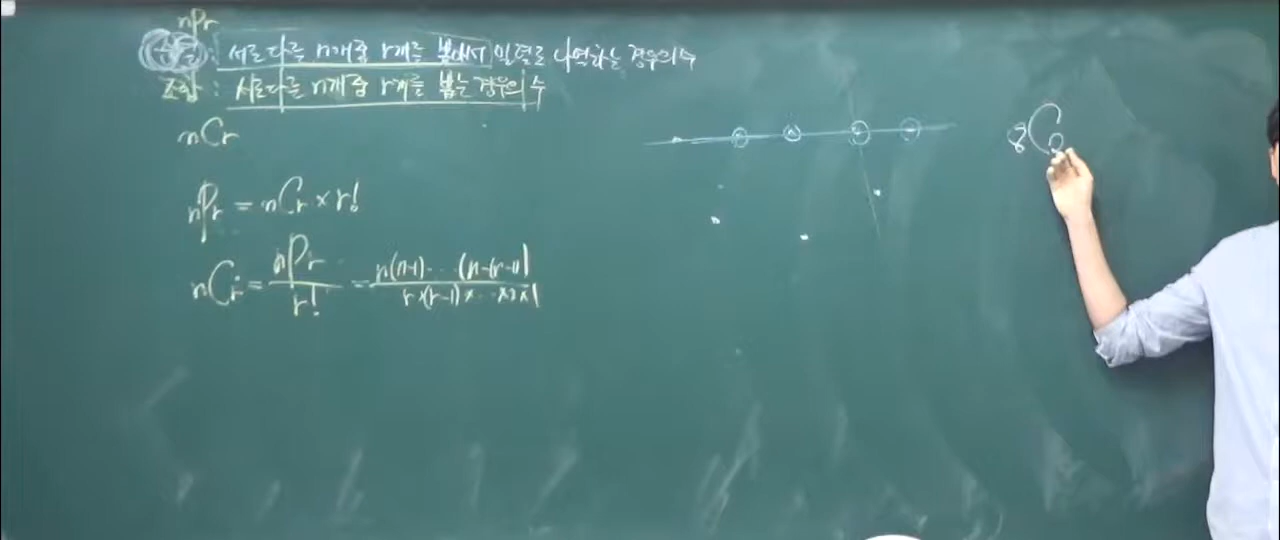 nPr
순열 : 서로 다른 n개 중 r개를 뽑아서 일렬로 나열하는 경우의 수
조합 : 서로 다른 n개 중 r개를 뽑는 경우의 수
nCr
nPr = nCr × r!
nCr = nPr / r! = n(n-1)···(n-(r-1)) / r×(r-1)×···×2×1
8C